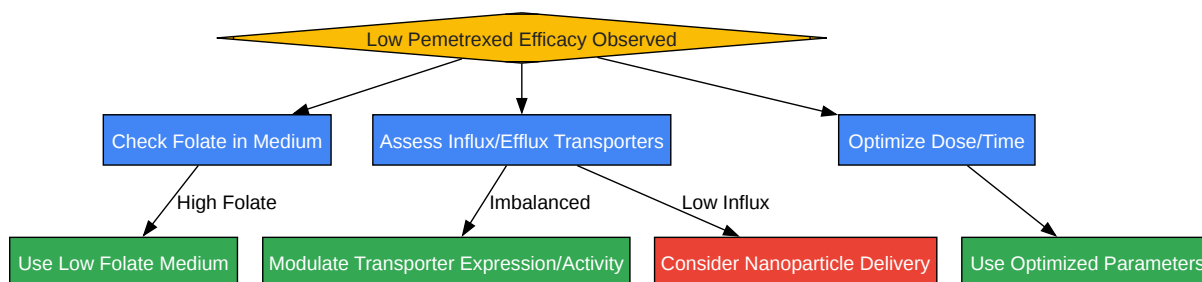 Low Pemetrexed Efficacy Observed
Check Folate in Medium
Assess Influx/Efflux Transporters
Optimize Dose/Time
High Folate
Imbalanced
Low Influx
Use Low Folate Medium
Modulate Transporter Expression/Activity
Consider Nanoparticle Delivery
Use Optimized Parameters